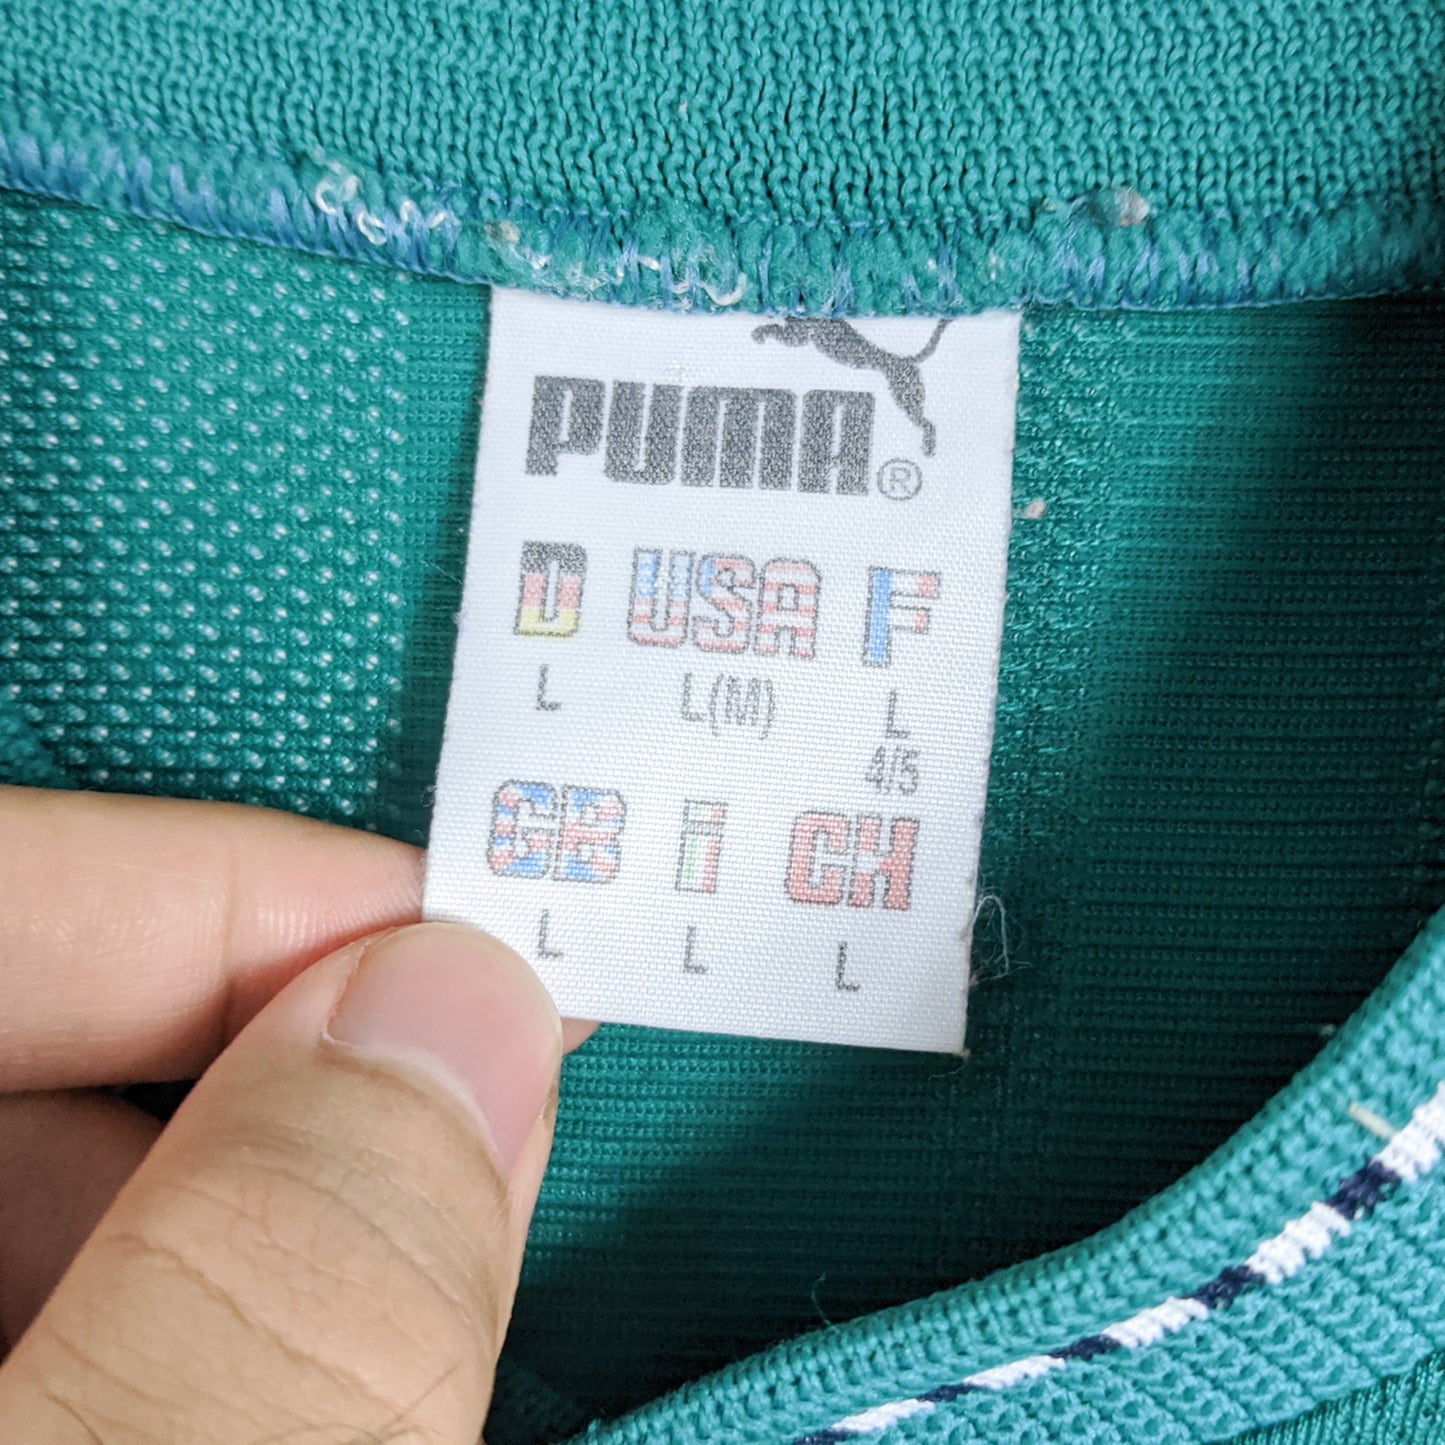 PUMA®
D USA F
L L(M) L
4/5
GB I CH
L L L